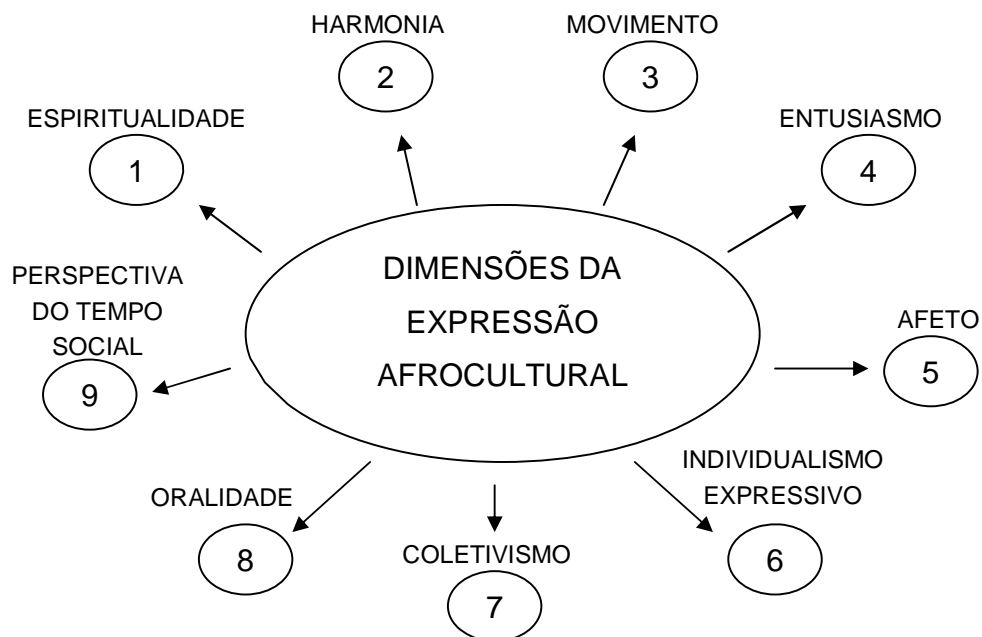 HARMONIA
2
MOVIMENTO
3
ESPIRITUALIDADE
1
ENTUSIASMO
4
DIMENSÕES DA
EXPRESSÃO
AFROCULTURAL
PERSPECTIVA
DO TEMPO
SOCIAL
9
AFETO
5
INDIVIDUALISMO
EXPRESSIVO
6
ORALIDADE
8
COLETIVISMO
7